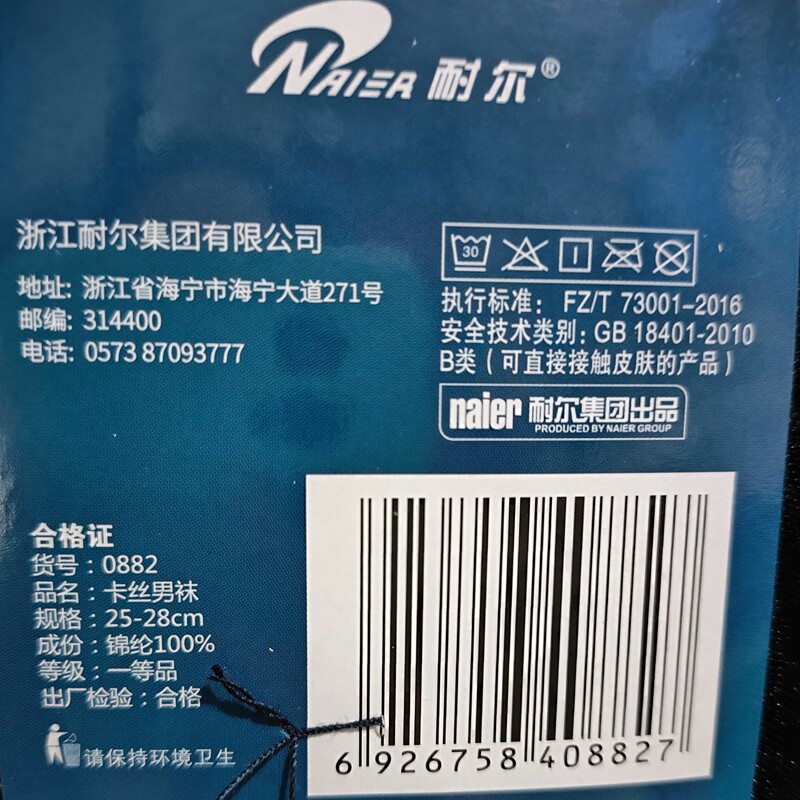 NAIER 耐尔®
浙江耐尔集团有限公司
地址: 浙江省海宁市海宁大道271号
邮编: 314400
电话: 0573 87093777
30
执行标准: FZ/T 73001-2016
安全技术类别: GB 18401-2010
B类 (可直接接触皮肤的产品)
naier 耐尔集团出品
PRODUCED BY NAIER GROUP
合格证
货号: 0882
品名: 卡丝男袜
规格: 25-28cm
成份: 锦纶100%
等级: 一等品
出厂检验: 合格
请保持环境卫生
6 926758 408827